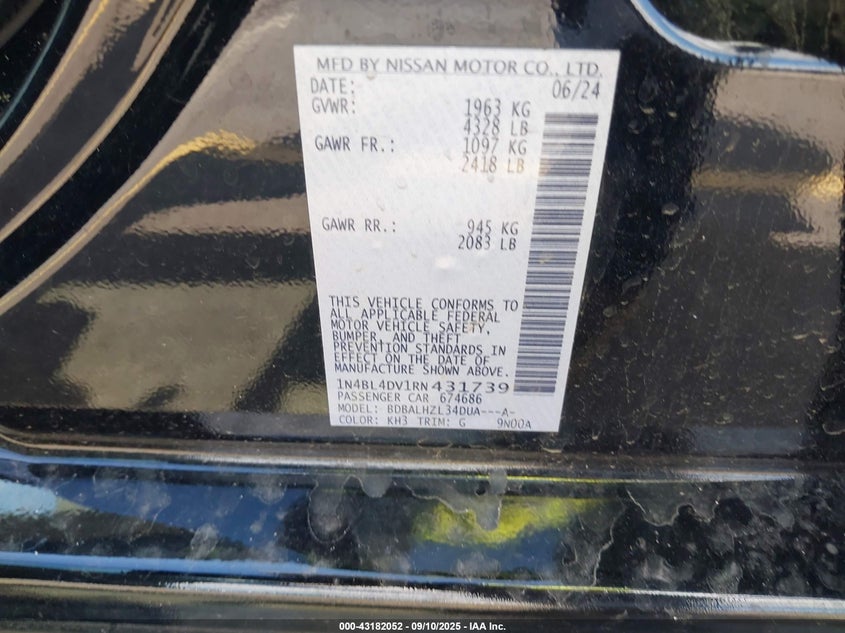 MFD BY NISSAN MOTOR CO., LTD.
DATE: 06/24
GVWR: 1963 KG
4328 LB
GAWR FR.: 1097 KG
2418 LB
GAWR RR.: 945 KG
2083 LB
THIS VEHICLE CONFORMS TO
ALL APPLICABLE FEDERAL
MOTOR VEHICLE SAFETY,
BUMPER, AND THEFT
PREVENTION STANDARDS IN
EFFECT ON THE DATE OF
MANUFACTURE SHOWN ABOVE.
1N4BL4DV1RN431739
PASSENGER CAR 674686
MODEL: BDBALHZL34DUA---A-
COLOR: KH3 TRIM: G 9N00A
000-43182052 - 09/10/2025 - IAA Inc.